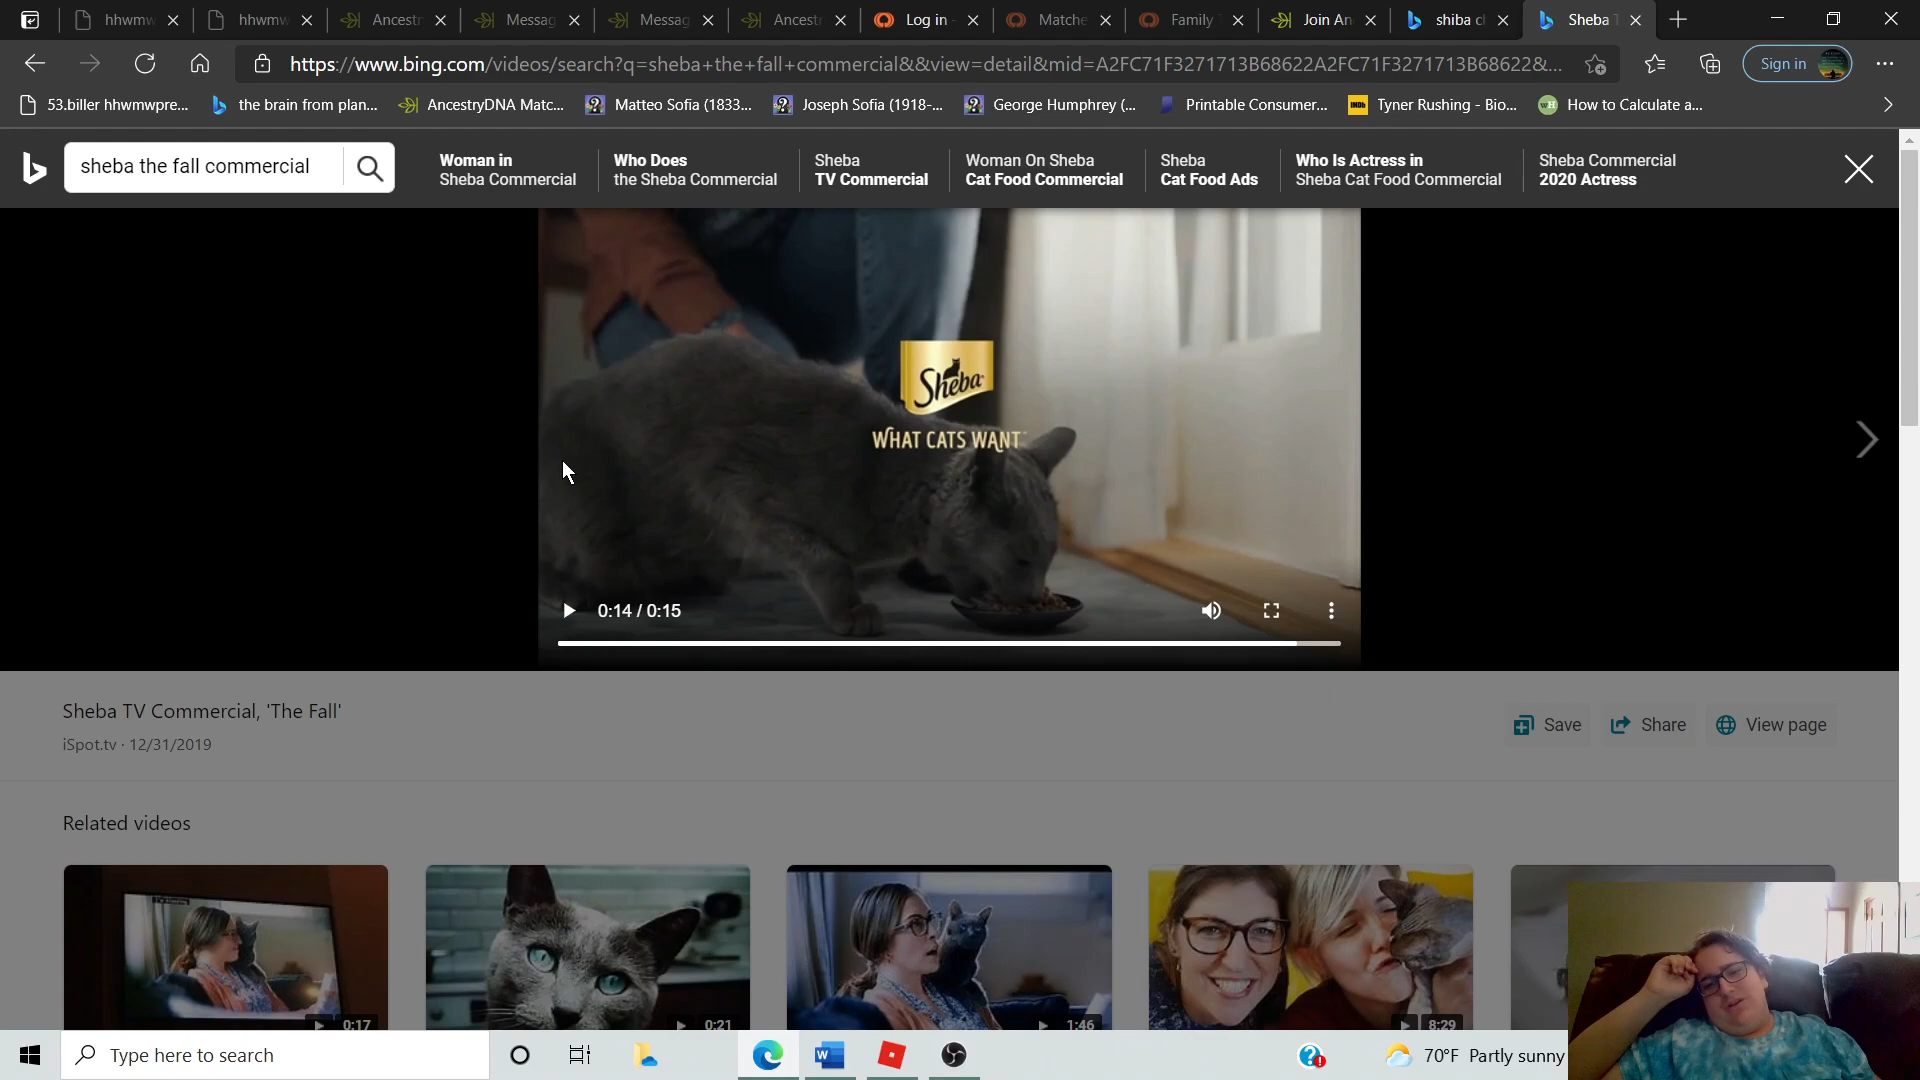 hhwmw
hhwmw
Ancest
Messag
Messag
Ancest
Log in
Matche
Family
Join An
shiba c
Sheba
https://www.bing.com/videos/search?q=sheba+the+fall+commercial&&view=detail&mid=A2FC71F3271713B68622A2FC71F3271713B68622&...
Sign in
53.biller hhwmwpre...
the brain from plan...
AncestryDNA Matc...
Matteo Sofia (1833...
Joseph Sofia (1918-...
George Humphrey (...
Printable Consumer...
IMDb
Tyner Rushing - Bio...
wH
How to Calculate a...
sheba the fall commercial
Woman in
Sheba Commercial
Who Does
the Sheba Commercial
Sheba
TV Commercial
Woman On Sheba
Cat Food Commercial
Sheba
Cat Food Ads
Who Is Actress in
Sheba Cat Food Commercial
Sheba Commercial
2020 Actress
Sheba
WHAT CATS WANT™
0:14 / 0:15
Sheba TV Commercial, 'The Fall'
iSpot.tv · 12/31/2019
Save
Share
View page
Related videos
0:17
0:21
1:46
8:29
Type here to search
70°F Partly sunny